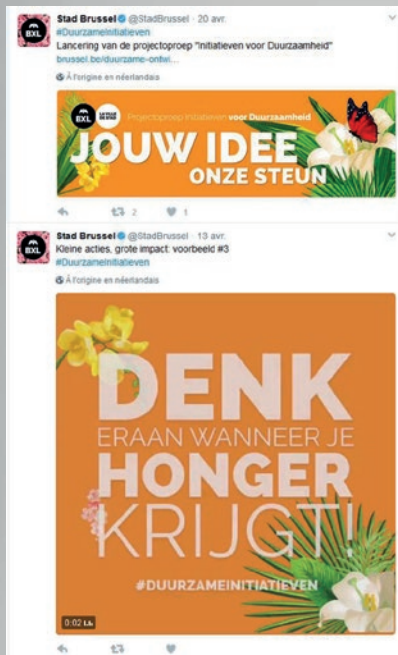 BXL
Stad Brussel @StadBrussel · 20 avr.
#DuurzameInitiatieven
Lancering van de projectoproep "Initiatieven voor Duurzaamheid"
brussel.be/duurzame-ontwi...
À l'origine en néerlandais
BXL
Projectoproep Initiatieven voor Duurzaamheid
JOUW IDEE
ONZE STEUN
2 1
BXL
Stad Brussel @StadBrussel · 13 avr.
Kleine acties, grote impact: voorbeeld #3
#DuurzameInitiatieven
À l'origine en néerlandais
DENK
ERAAN WANNEER JE
HONGER
KRIJGT!
#DUURZAMEINITIATIEVEN
0:02